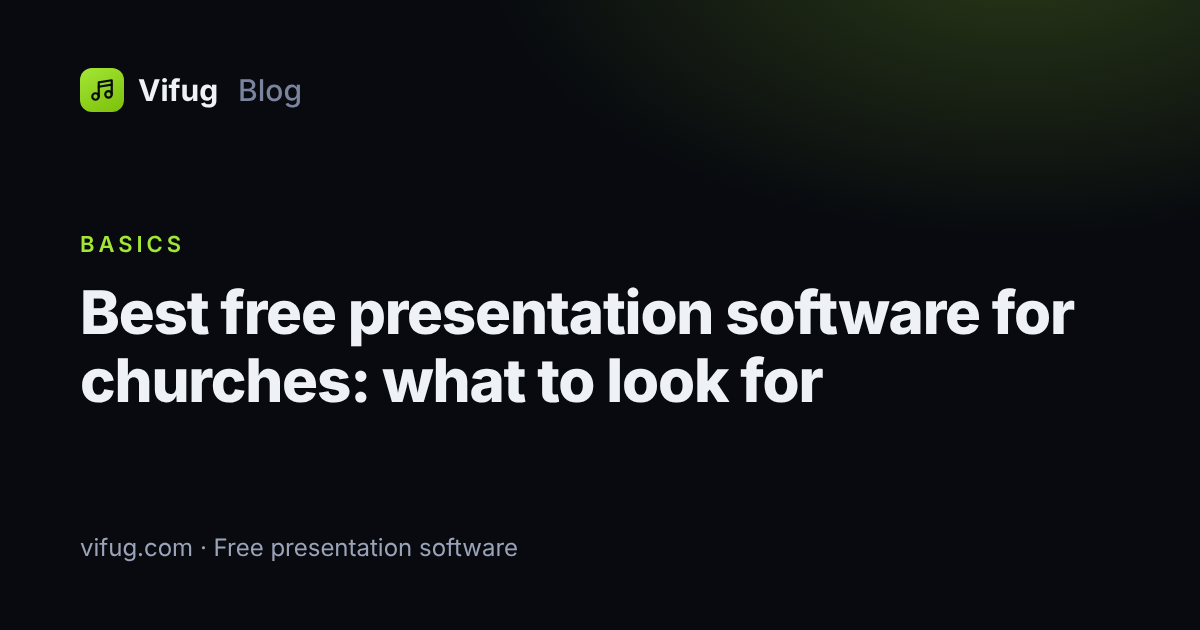 Vifug Blog
BASICS
Best free presentation software for
churches: what to look for
vifug.com · Free presentation software